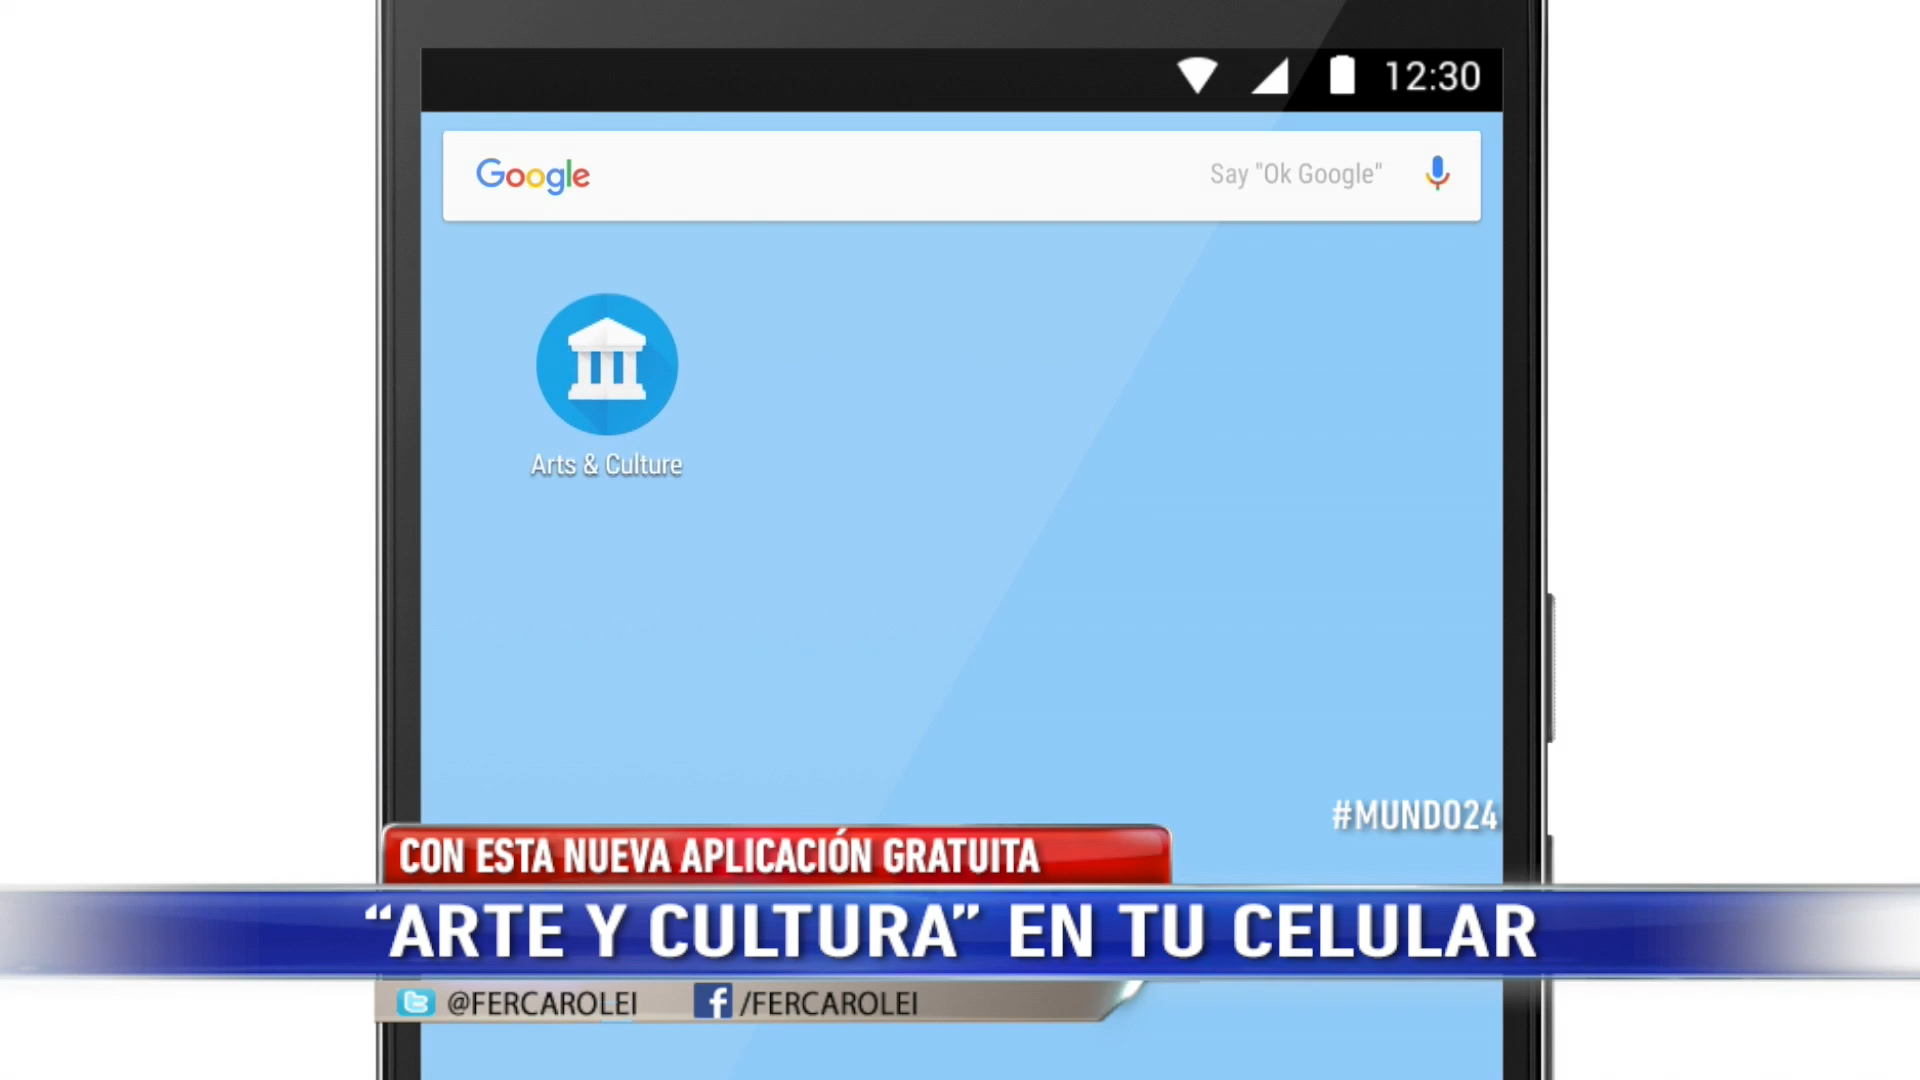 12:30
Google Say "Ok Google"
Arts & Culture
#MUNDO24
CON ESTA NUEVA APLICACIÓN GRATUITA
“ARTE Y CULTURA” EN TU CELULAR
@FERCAROLEI /FERCAROLEI